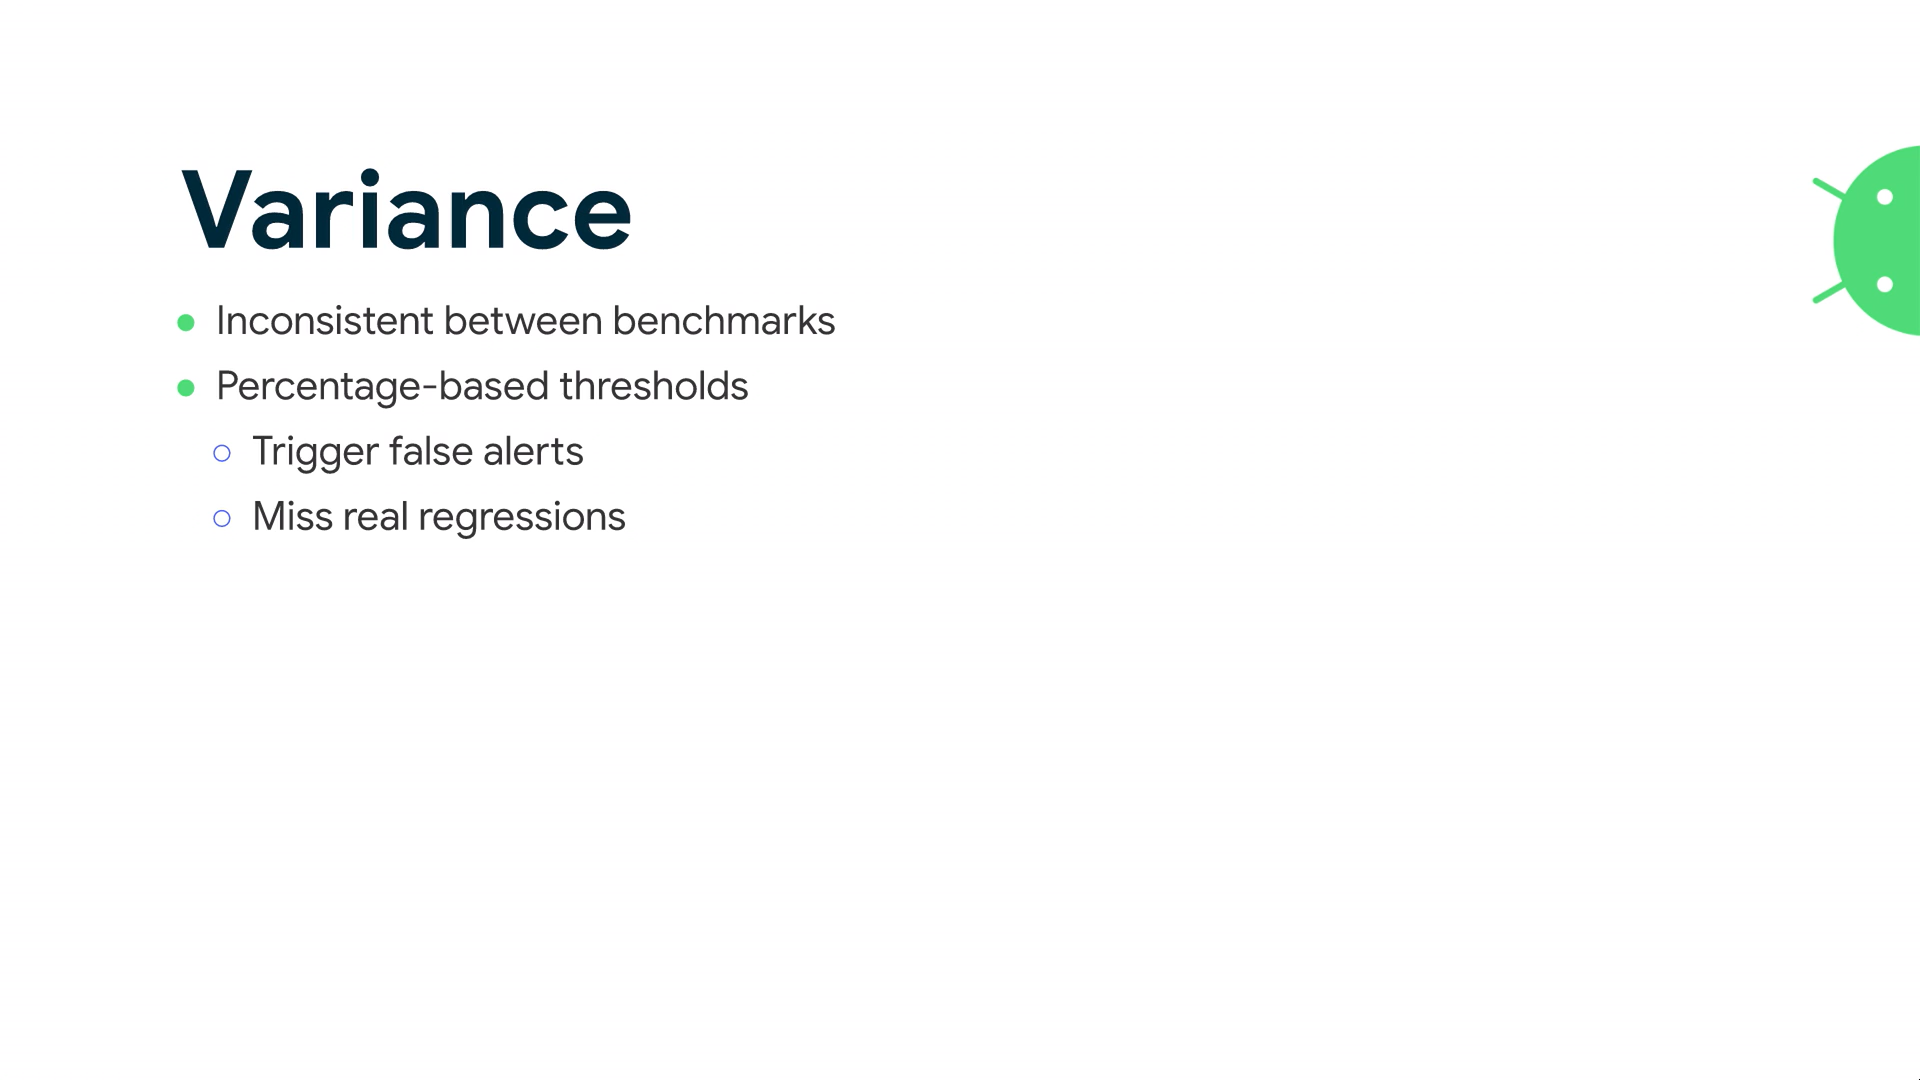 Variance
Inconsistent between benchmarks
Percentage-based thresholds
Trigger false alerts
Miss real regressions